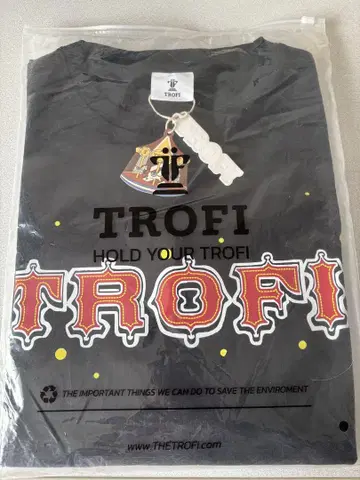 TROFI
TROFI
HOLD YOUR TROFI
TROFI
THE IMPORTANT THINGS WE CAN DO TO SAVE THE ENVIROMENT
www.THETROFI.com